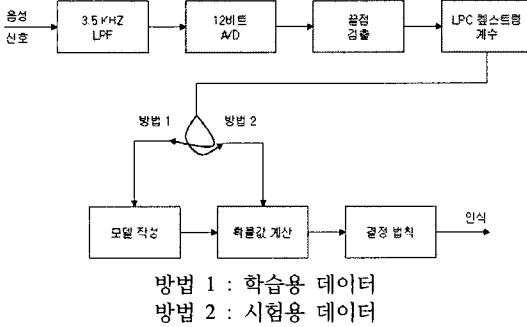 음성
신호
3.5 KHZ
LPF
12비트
A/D
끝점
검출
LPC 켑스트럼
계수
방법 1
방법 2
모델 작성
확률값 계산
결정 법칙
인식
방법 1 : 학습용 데이터
방법 2 : 시험용 데이터